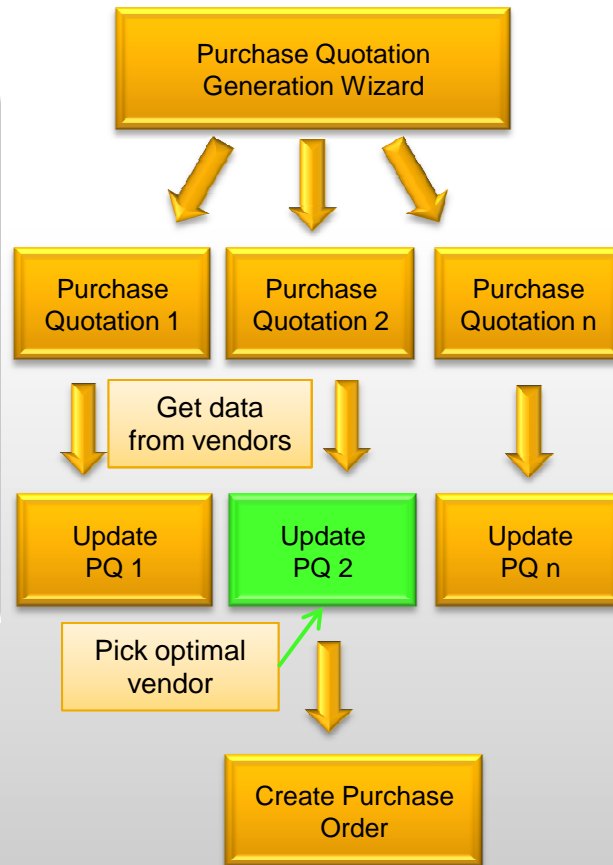 Purchase Quotation
Generation Wizard
Purchase
Quotation 1
Purchase
Quotation 2
Purchase
Quotation n
Get data
from vendors
Update
PQ 1
Update
PQ 2
Update
PQ n
Pick optimal
vendor
Create Purchase
Order